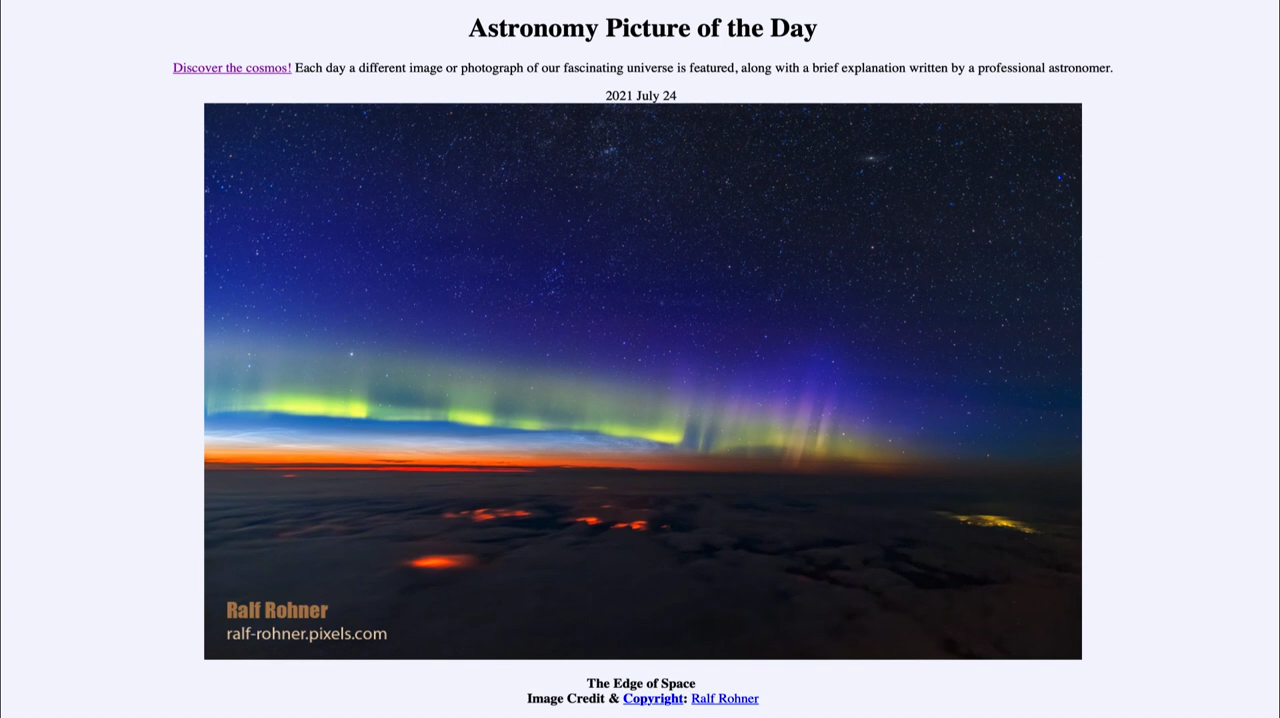 Astronomy Picture of the Day
Discover the cosmos! Each day a different image or photograph of our fascinating universe is featured, along with a brief explanation written by a professional astronomer.
2021 July 24
Ralf Rohner
ralf-rohner.pixels.com
The Edge of Space
Image Credit & Copyright: Ralf Rohner